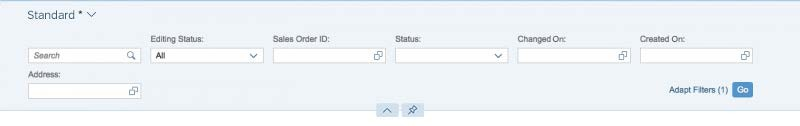 Standard *
Editing Status: Sales Order ID: Status: Changed On: Created On:
Search All
Address:
Adapt Filters (1) Go